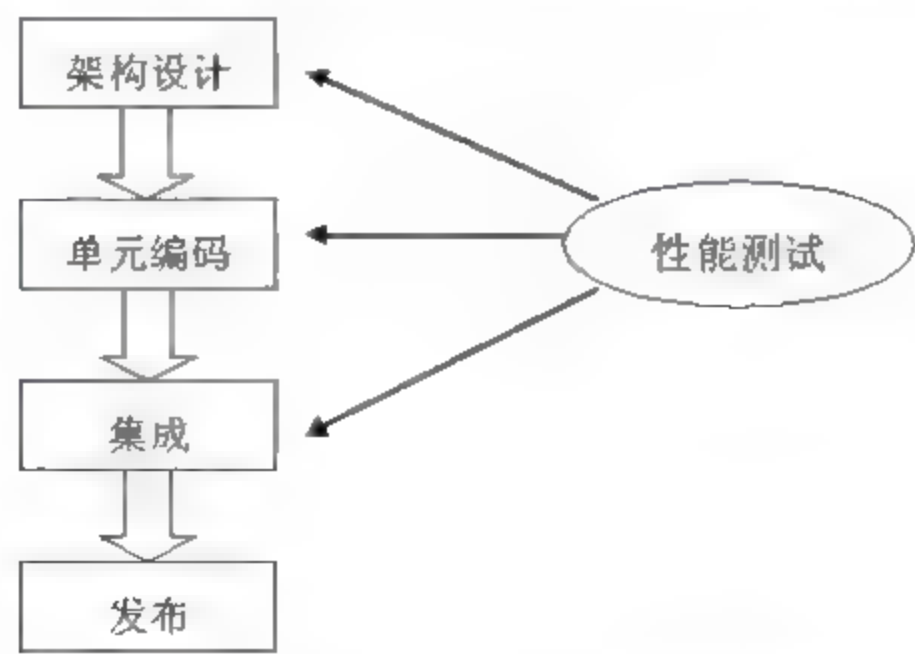 架构设计
单元编码
性能测试
集成
发布